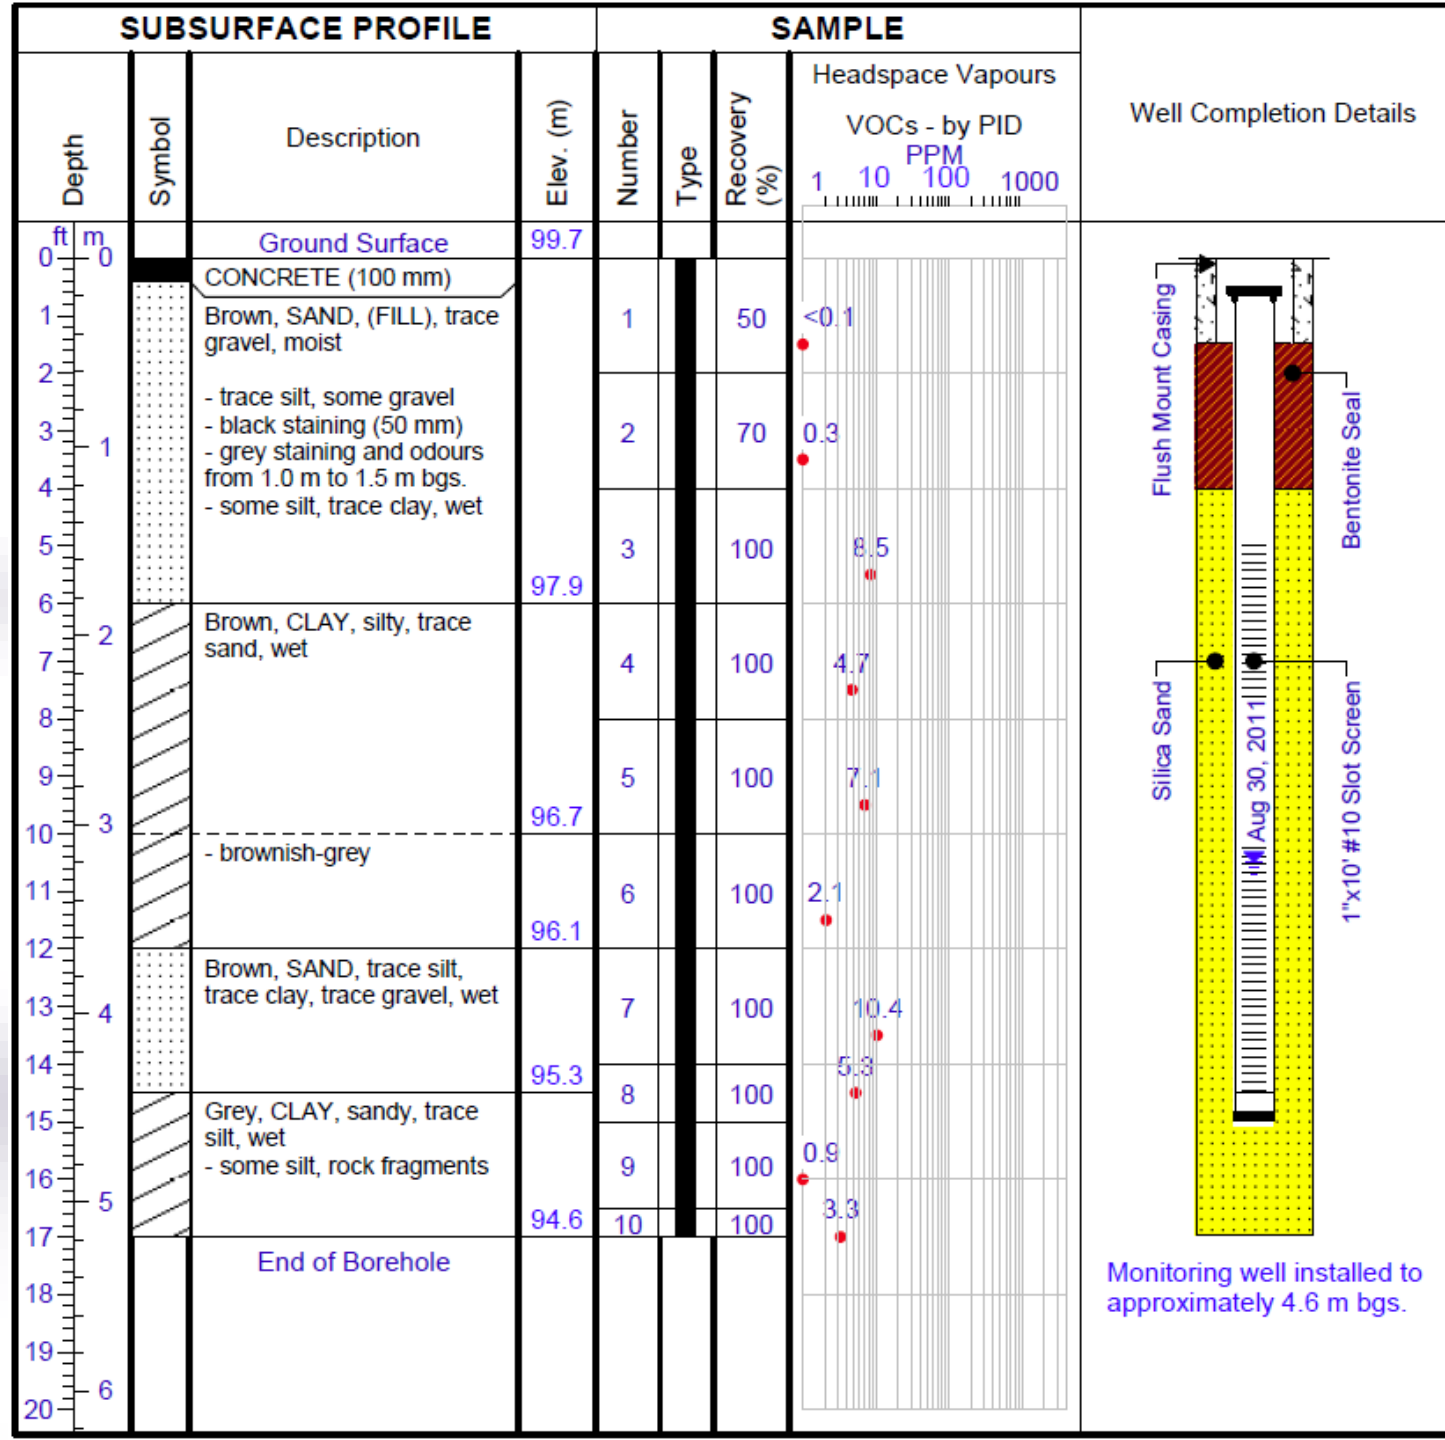 SUBSURFACE PROFILE
SAMPLE
Depth
Symbol
Description
Elev. (m)
Number
Type
Recovery
(%)
Headspace Vapours
VOCs - by PID
PPM
1 10 100 1000
Well Completion Details
ft m
Ground Surface
99.7
0 0
CONCRETE (100 mm)
1
Brown, SAND, (FILL), trace
gravel, moist
1 50 <0.1
2
- trace silt, some gravel
- black staining (50 mm)
- grey staining and odours
from 1.0 m to 1.5 m bgs.
- some silt, trace clay, wet
3 1
2 70 0.3
4
5
3 100 8.5
97.9
6
Brown, CLAY, silty, trace
sand, wet
2
7
4 100 4.7
8
9
5 100 7.1
96.7
10 3
- brownish-grey
11
6 100 2.1
96.1
12
Brown, SAND, trace silt,
trace clay, trace gravel, wet
13 4
7 100 10.4
14
95.3
8 100 5.3
15
Grey, CLAY, sandy, trace
silt, wet
- some silt, rock fragments
16
9 100 0.9
5
94.6
10 100 3.3
17
End of Borehole
18
19
6
20
Flush Mount Casing
Bentonite Seal
Silica Sand
Aug 30, 2011
1"x10' #10 Slot Screen
Monitoring well installed to
approximately 4.6 m bgs.